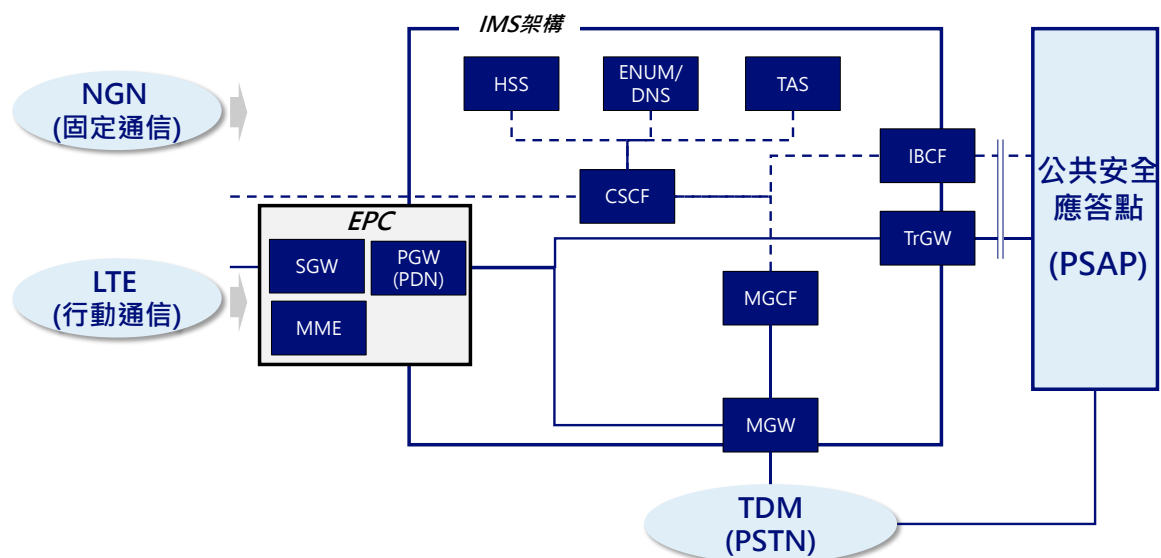 IMS架構
HSS
ENUM/
DNS
TAS
NGN
(固定通信)
IBCF
公共安全
應答點
(PSAP)
CSCF
EPC
SGW
PGW
(PDN)
TrGW
LTE
(行動通信)
MME
MGCF
MGW
TDM
(PSTN)